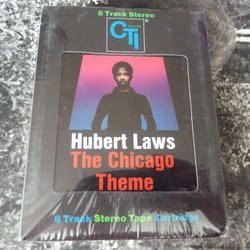 8 Track Stereo
CTI
Hubert Laws
The Chicago
Theme
8 Track Stereo Tape Cartridge